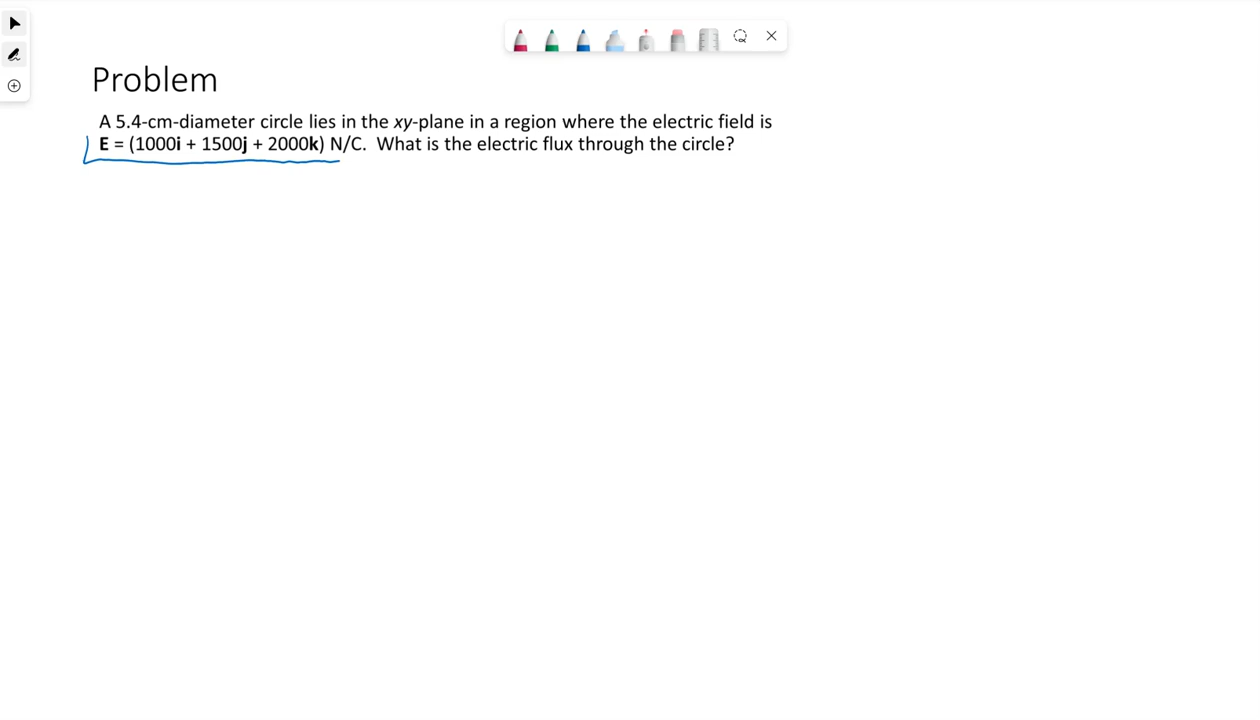 Problem
A 5.4-cm-diameter circle lies in the xy-plane in a region where the electric field is
E = (1000i + 1500j + 2000k) N/C. What is the electric flux through the circle?